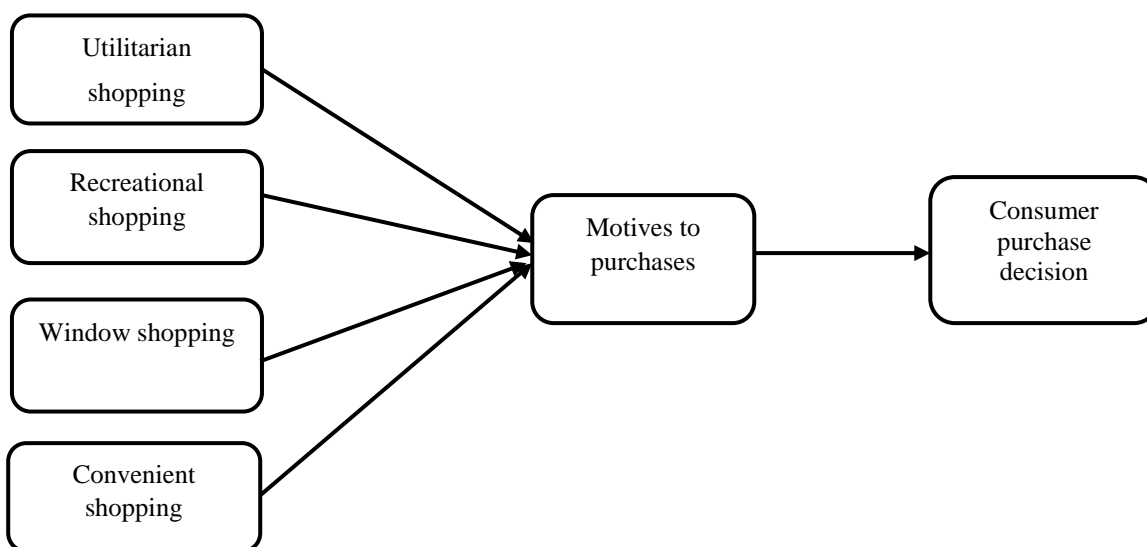 Utilitarian
shopping
Recreational
shopping
Window shopping
Convenient
shopping
Motives to
purchases
Consumer
purchase
decision